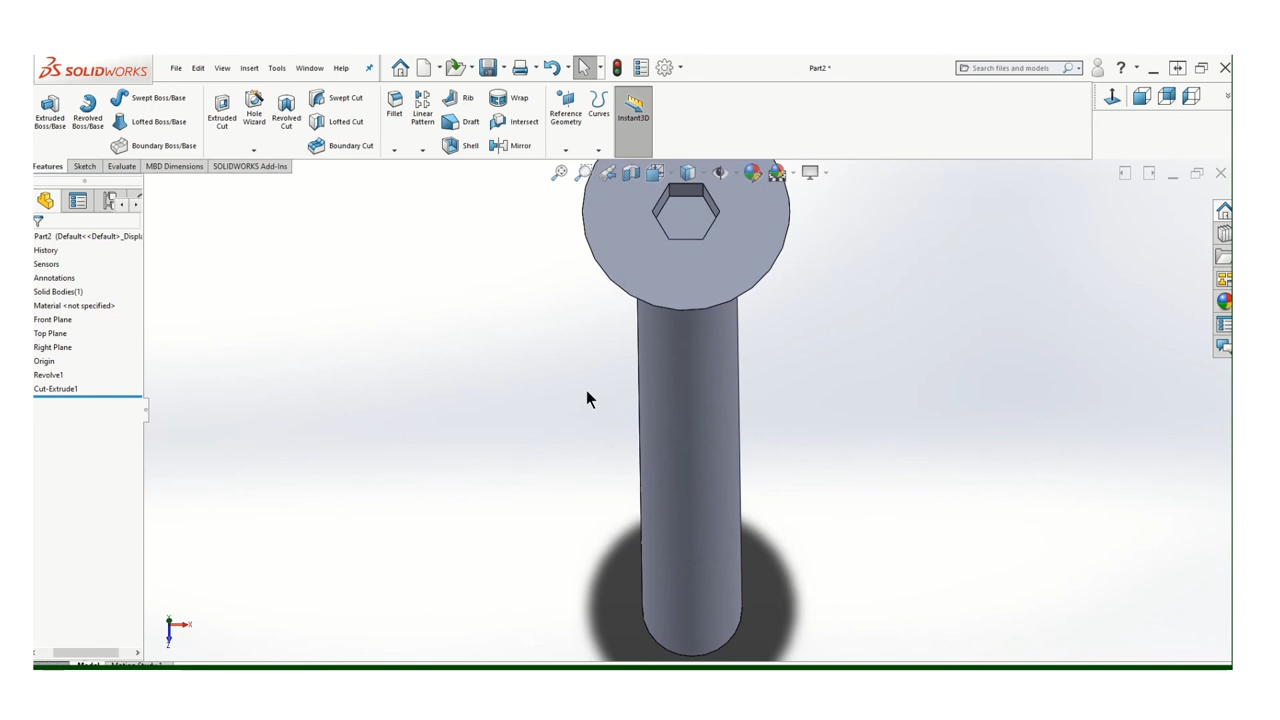 SOLIDWORKS File Edit View Insert Tools Window Help Part2 * Search files and models ?
Extruded Boss/Base
Revolved Boss/Base
Swept Boss/Base
Lofted Boss/Base
Boundary Boss/Base
Extruded Cut
Hole Wizard
Revolved Cut
Swept Cut
Lofted Cut
Boundary Cut
Fillet
Linear Pattern
Rib
Draft
Shell
Wrap
Intersect
Mirror
Reference Geometry
Curves
Instant3D
Features Sketch Evaluate MBD Dimensions SOLIDWORKS Add-Ins
Part2 (Default<<Default>_Displa
History
Sensors
Annotations
Solid Bodies(1)
Material <not specified>
Front Plane
Top Plane
Right Plane
Origin
Revolve1
Cut-Extrude1
X
Z
Model Motion Study 1